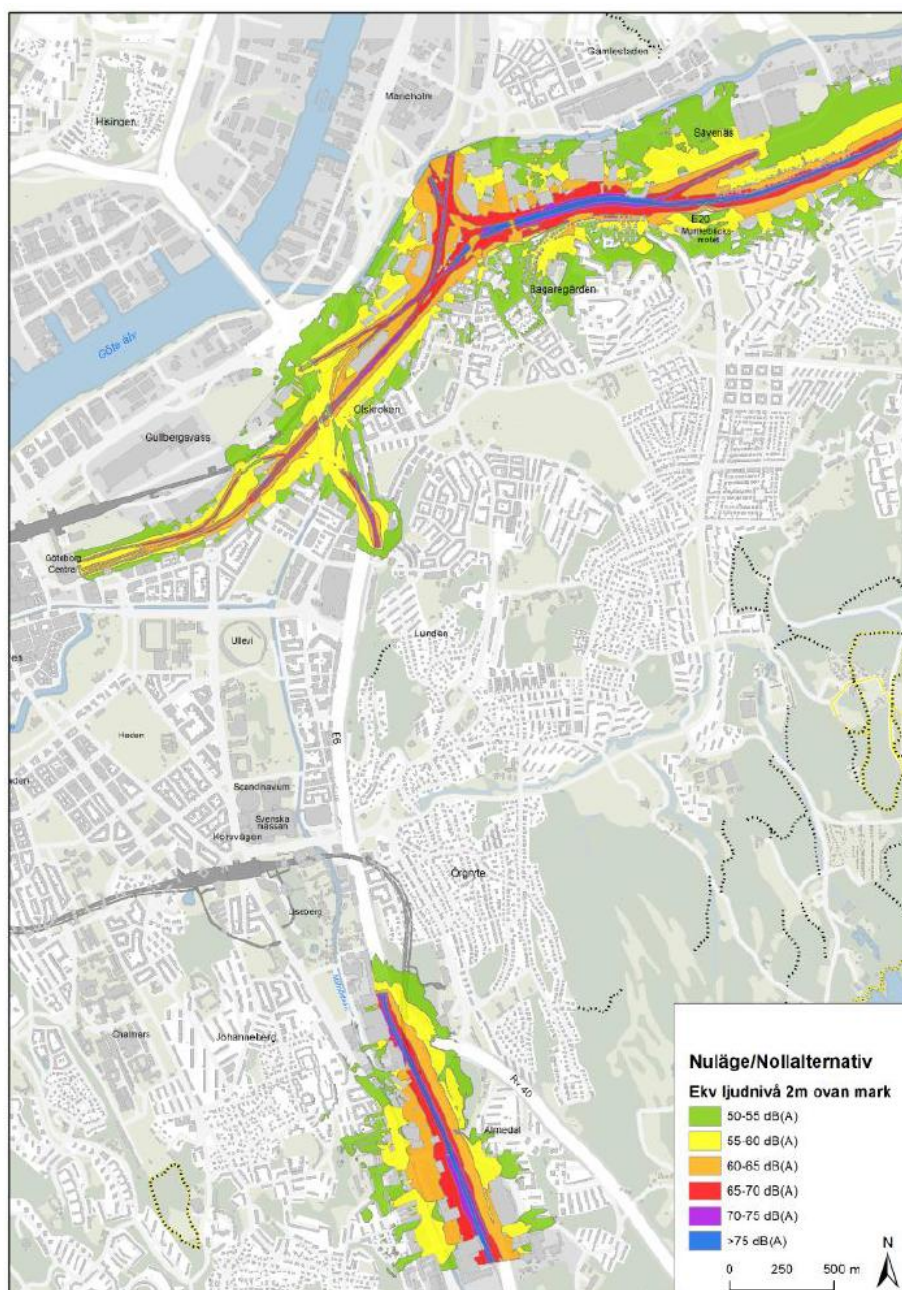 Gamlestaden
Marieholm
Hisingen
Sävenäs
E20
Munkebäcks-
motet
Bagaregården
Göta älv
Olskroken
Gullbergsvass
Göteborg
Central
Ullevi
Lunden
E6
Heden
Scandinavium
Svenska
mässan
Korsvägen
Örgryte
Liseberg
Chalmers
Johanneberg
Rv 40
Almedal
Nuläge/Nollalternativ
Ekv ljudnivå 2m ovan mark
50-55 dB(A)
55-60 dB(A)
60-65 dB(A)
65-70 dB(A)
70-75 dB(A)
>75 dB(A)
N
0 250 500 m